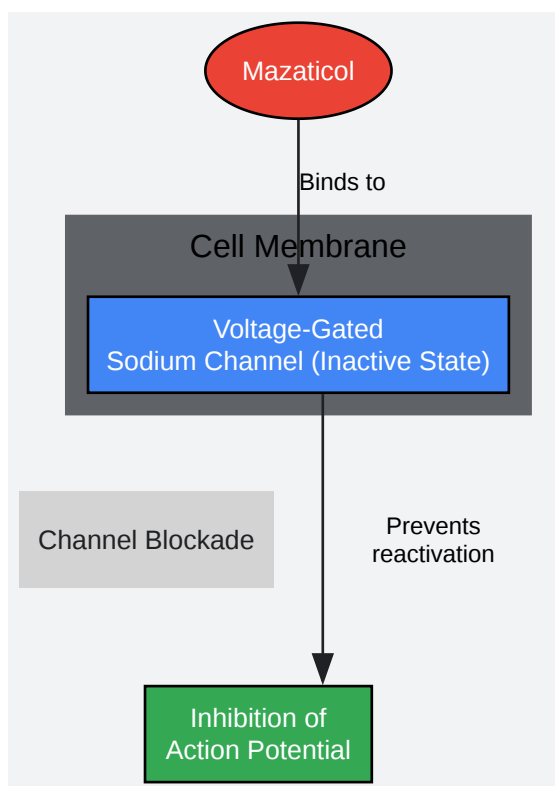 Mazaticol
Binds to
Cell Membrane
Voltage-Gated
Sodium Channel (Inactive State)
Channel Blockade
Prevents
reactivation
Inhibition of
Action Potential